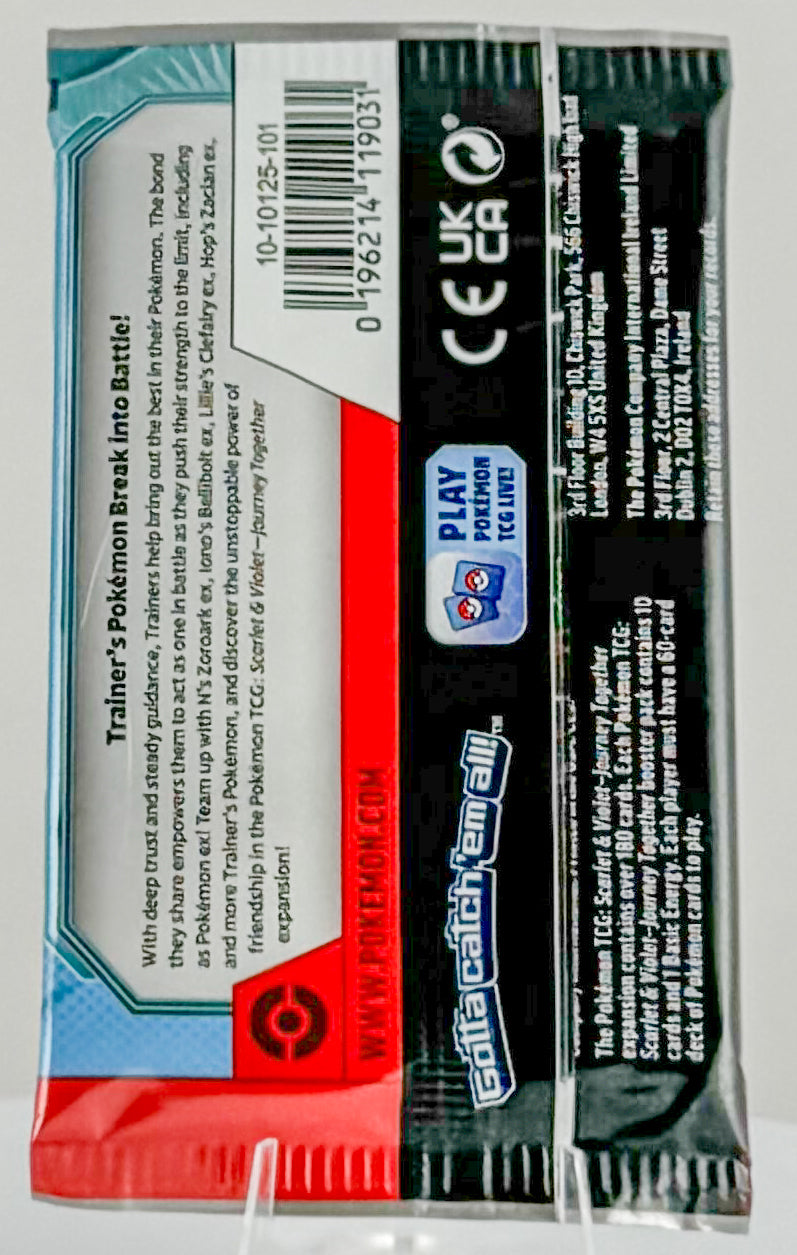 Trainer's Pokémon Break into Battle!
With deep trust and steady guidance, Trainers help bring out the best in their Pokémon. The bond
they share empowers them to act as one in battle as they push their strength to the limit, including
as Pokémon ex! Team up with N's Zoroark ex, Iono's Bellibolt ex, Lillie's Clefairy ex, Hop's Zacian ex,
and more Trainer's Pokémon, and discover the unstoppable power of
friendship in the Pokémon TCG: Scarlet & Violet—Journey Together
expansion!
10-10125-101
0 196214 119031
WWW.POKEMON.COM
Gotta catch 'em all!™
PLAY
POKÉMON
TCG LIVE!
CE UK
CA
The Pokémon TCG: Scarlet & Violet—Journey Together
expansion contains over 180 cards. Each Pokémon TCG:
Scarlet & Violet—Journey Together booster pack contains 10
cards and 1 Basic Energy. Each player must have a 60-card
deck of Pokémon cards to play.
3rd Floor Building 10, Chiswick Park, 566 Chiswick High Road
London, W4 5XS United Kingdom
The Pokémon Company International Ireland Limited
3rd Floor, 2 Central Plaza, Dame Street
Dublin 2, D02 T0X4, Ireland
Retain these addresses for your records.